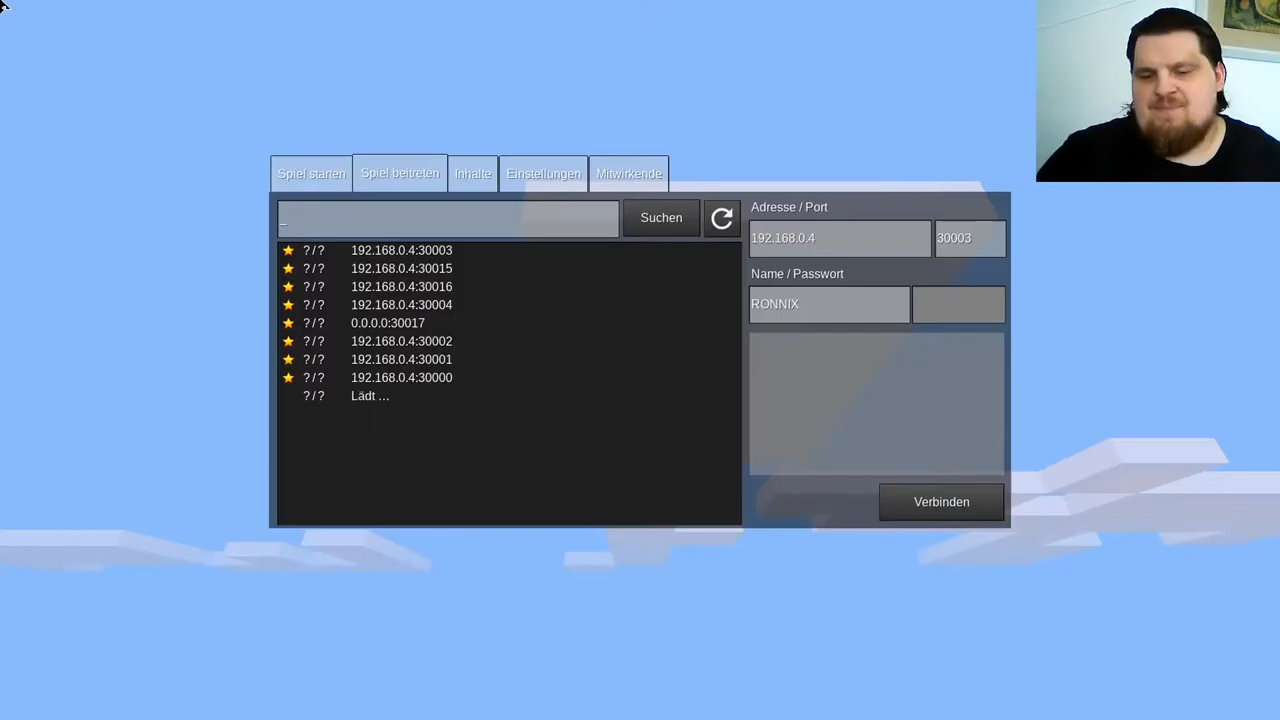 Spiel starten Spiel beitreten Inhalte Einstellungen Mitwirkende
_ Suchen
? / ? 192.168.0.4:30003
? / ? 192.168.0.4:30015
? / ? 192.168.0.4:30016
? / ? 192.168.0.4:30004
? / ? 0.0.0.0:30017
? / ? 192.168.0.4:30002
? / ? 192.168.0.4:30001
? / ? 192.168.0.4:30000
? / ? Lädt ...
Adresse / Port
192.168.0.4 30003
Name / Passwort
RONNIX
Verbinden